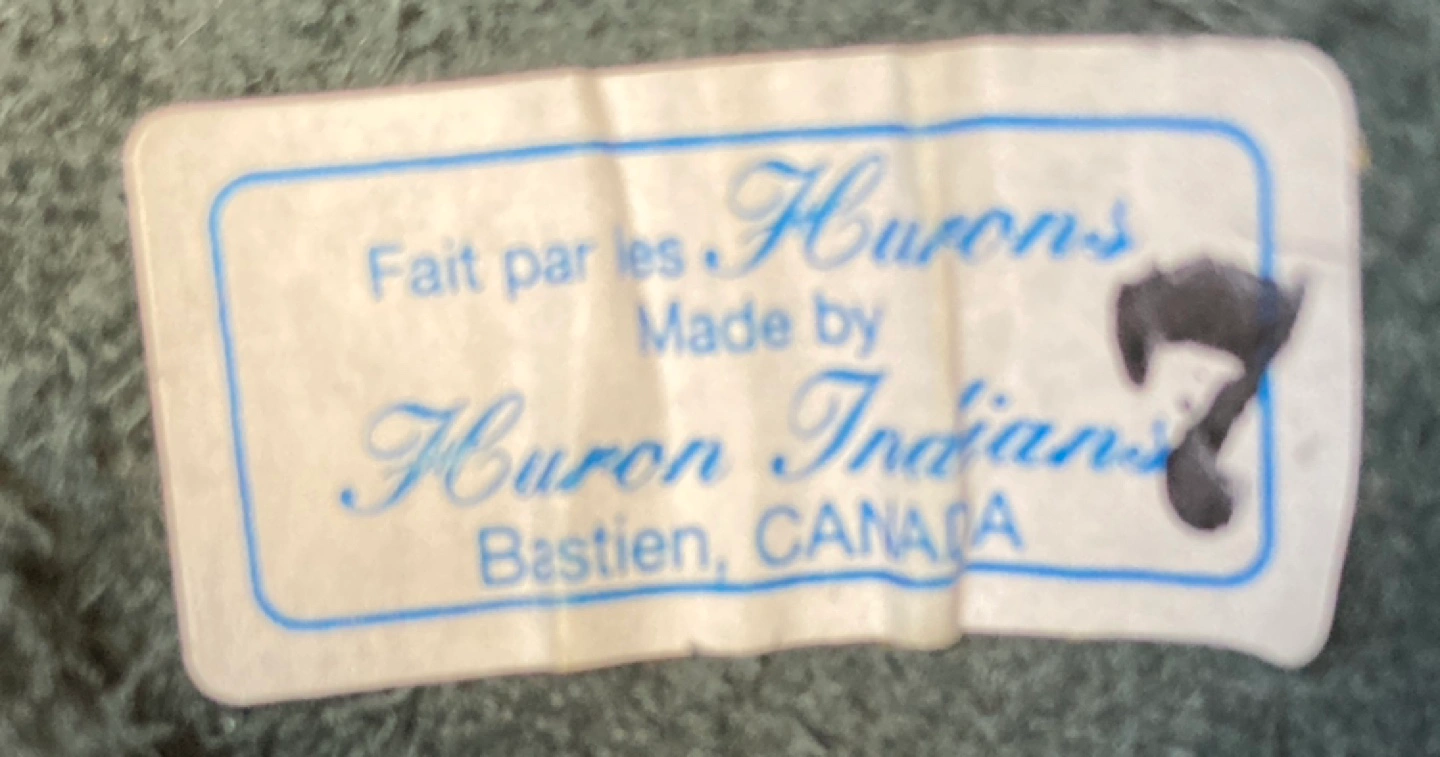 Fait par les Hurons
Made by
Huron Indians
Bastien, CANADA
7